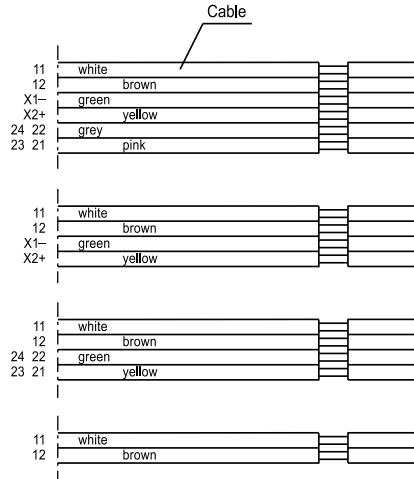 Cable
11 white
12 brown
X1– green
X2+ yellow
24 22 grey
23 21 pink
11 white
12 brown
X1– green
X2+ yellow
11 white
12 brown
24 22 green
23 21 yellow
11 white
12 brown